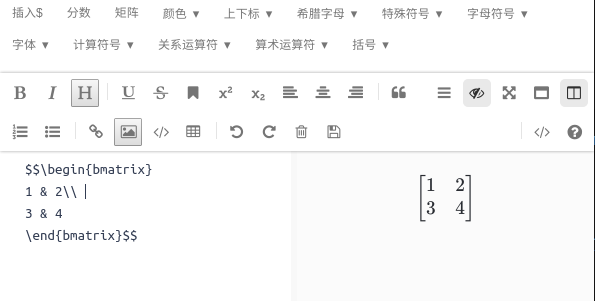 插入$ 分数 矩阵 颜色 ▼ 上下标 ▼ 希腊字母 ▼ 特殊符号 ▼ 字母符号 ▼
字体 ▼ 计算符号 ▼ 关系运算符 ▼ 算术运算符 ▼ 括号 ▼
B I H U S x² x₂
$$\begin{bmatrix}
1 & 2\\
3 & 4
\end{bmatrix}$$
1 2
3 4